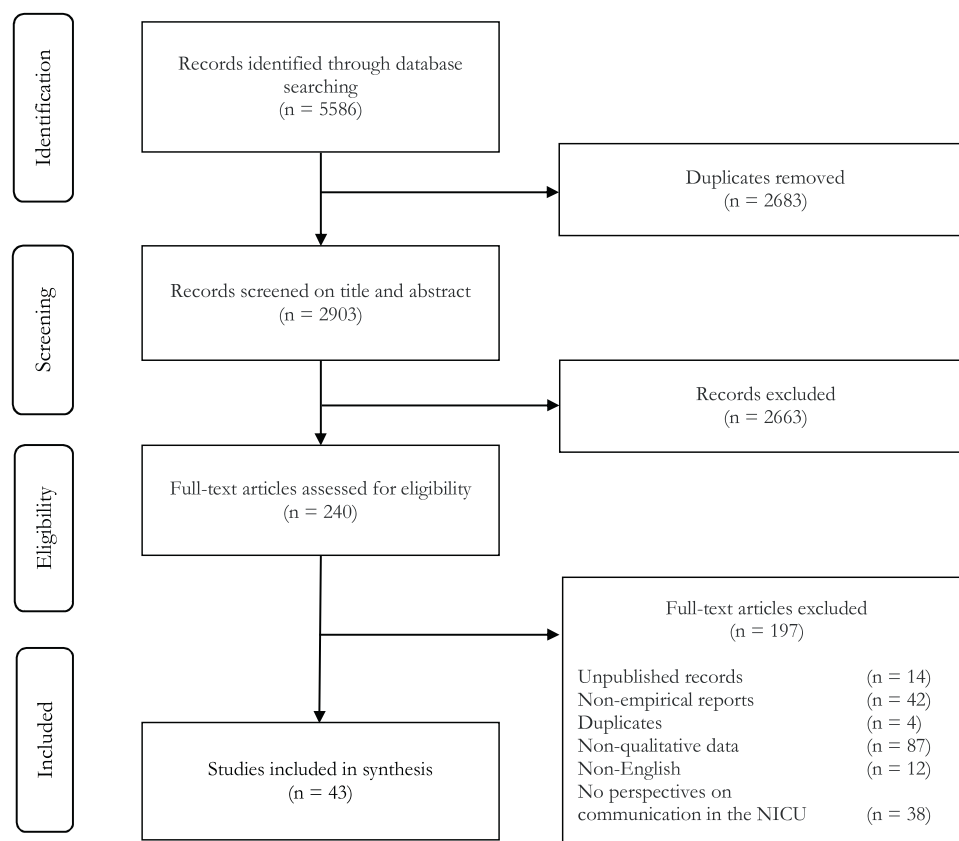 Identification
Records identified through database
searching
(n = 5586)
Duplicates removed
(n = 2683)
Screening
Records screened on title and abstract
(n = 2903)
Records excluded
(n = 2663)
Eligibility
Full-text articles assessed for eligibility
(n = 240)
Full-text articles excluded
(n = 197)
Unpublished records (n = 14)
Non-empirical reports (n = 42)
Duplicates (n = 4)
Non-qualitative data (n = 87)
Non-English (n = 12)
No perspectives on
communication in the NICU (n = 38)
Included
Studies included in synthesis
(n = 43)